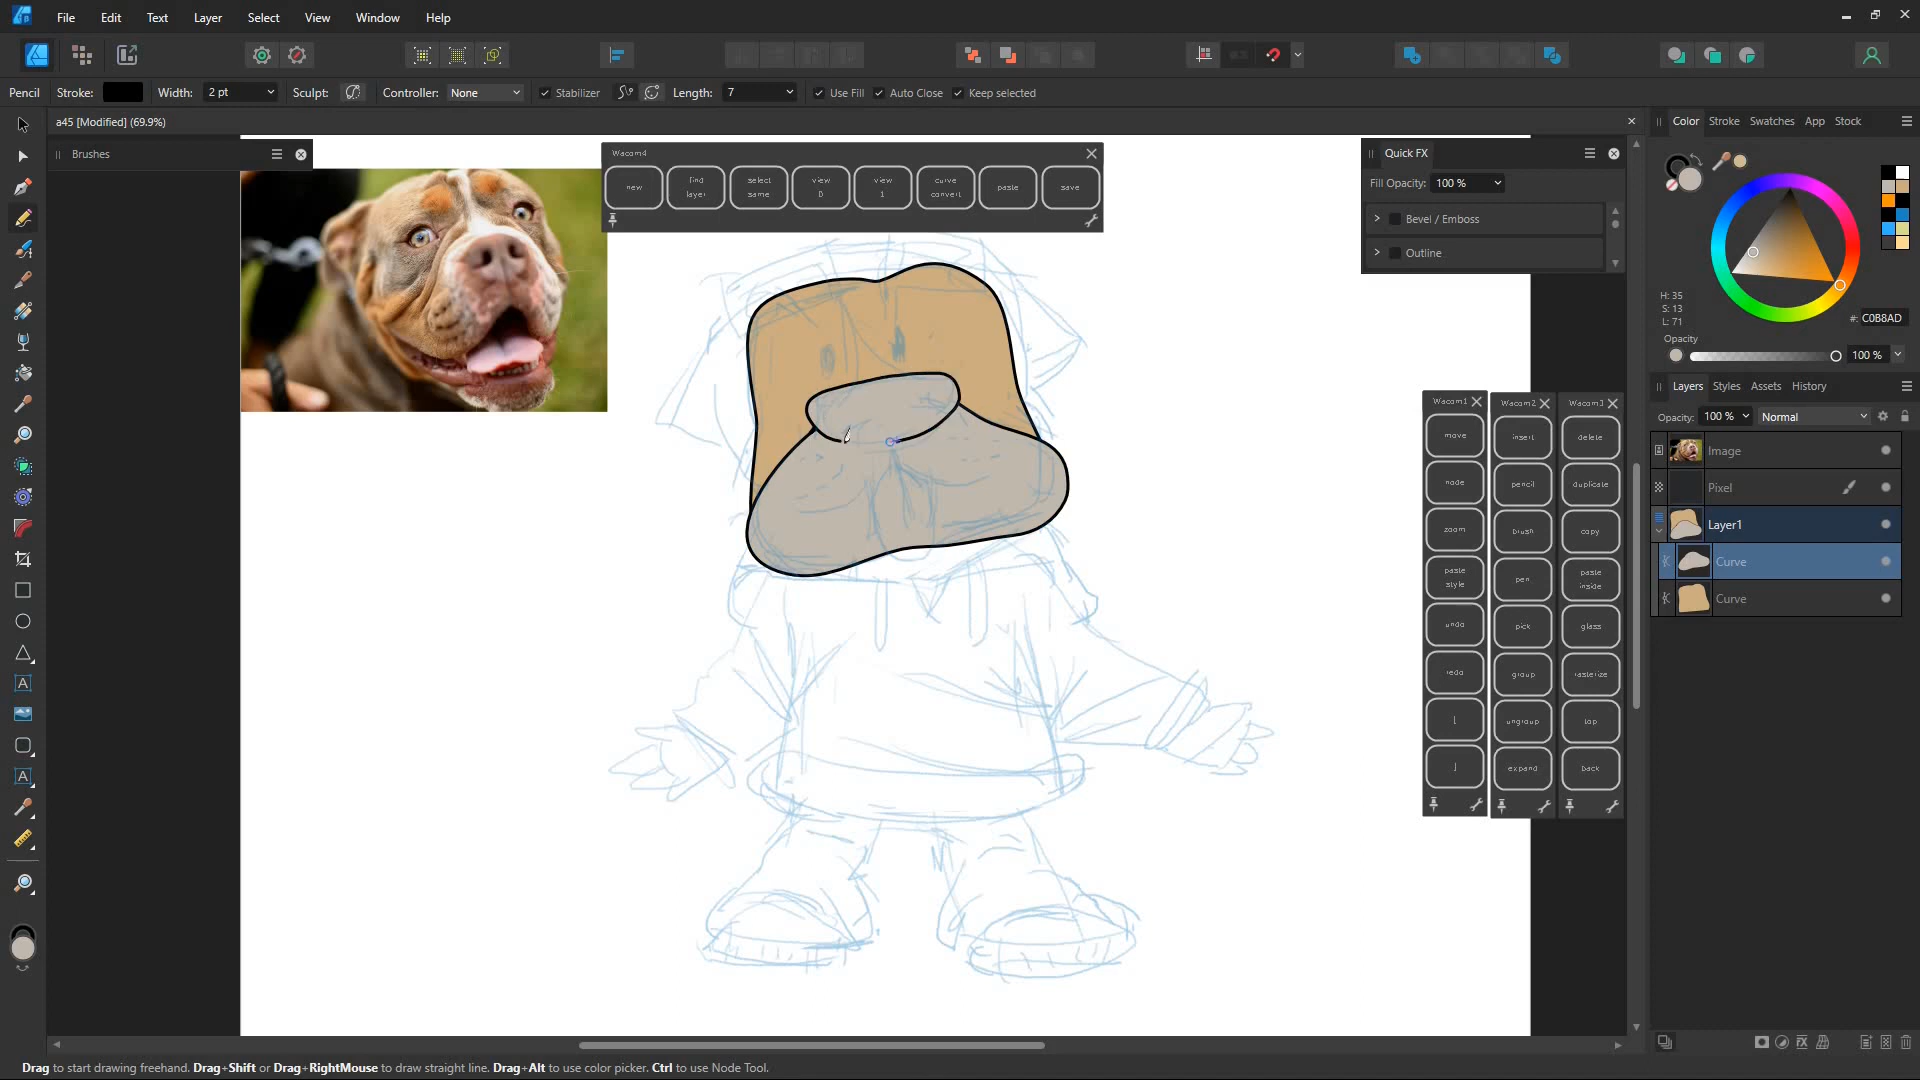 File Edit Text Layer Select View Window Help
Pencil Stroke: Width: 2 pt Sculpt: Controller: None Stabilizer Length: 7 Use Fill Auto Close Keep selected
a45 [Modified] (69.9%)
Brushes
Wacom4
new
find layer
select same
view 0
view 1
curve convert
paste
save
Quick FX
Fill Opacity: 100 %
Bevel / Emboss
Outline
Color Stroke Swatches App Stock
H: 35
S: 13
L: 71
#: C0B8AD
Opacity
100 %
Layers Styles Assets History
Opacity: 100 % Normal
Image
Pixel
Layer1
Curve
Curve
Wacom1
move
node
zoom
paste style
undo
redo
[
]
Wacom2
insert
pencil
brush
pen
pick
group
ungroup
expand
Wacom3
delete
duplicate
copy
paste inside
glass
rasterize
top
back
Drag to start drawing freehand. Drag+Shift or Drag+RightMouse to draw straight line. Drag+Alt to use color picker. Ctrl to use Node Tool.